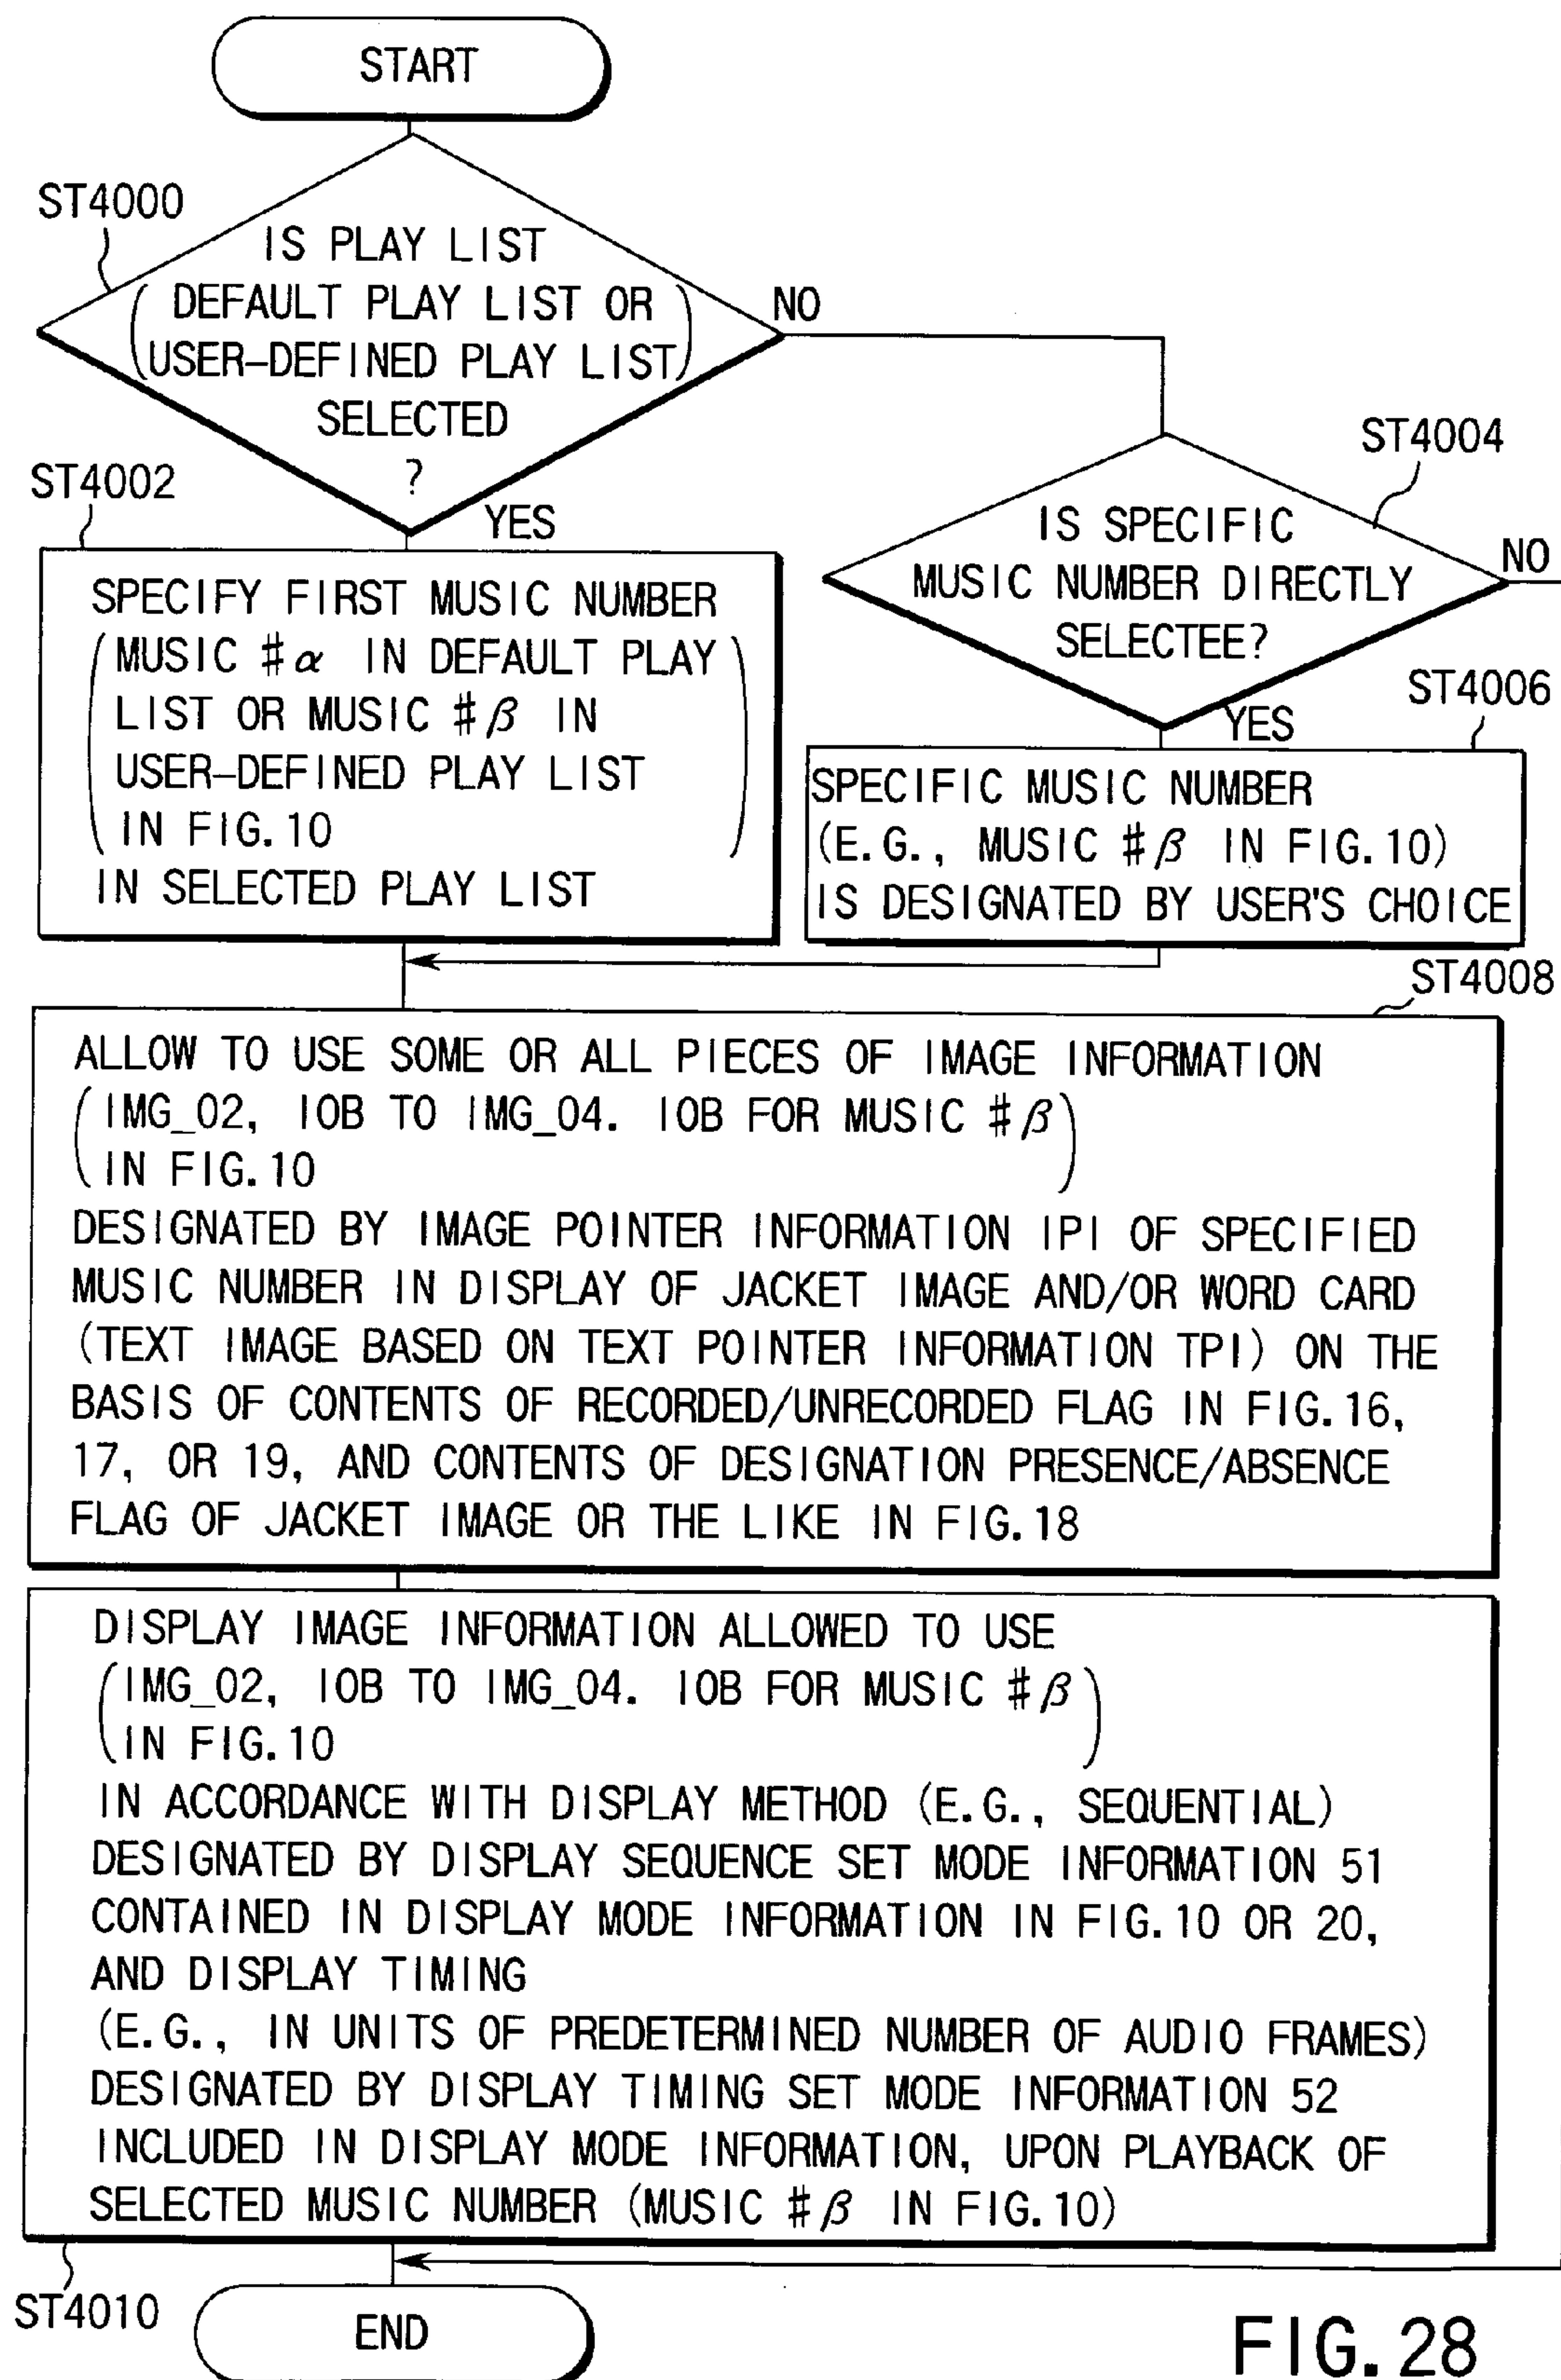 START
ST4000
IS PLAY LIST
(DEFAULT PLAY LIST OR
USER-DEFINED PLAY LIST)
SELECTED
?
NO
YES
ST4002
SPECIFY FIRST MUSIC NUMBER
(MUSIC #α IN DEFAULT PLAY
LIST OR MUSIC #β IN
USER-DEFINED PLAY LIST
IN FIG.10)
IN SELECTED PLAY LIST
ST4004
IS SPECIFIC
MUSIC NUMBER DIRECTLY
SELECTEE?
NO
YES
ST4006
SPECIFIC MUSIC NUMBER
(E.G., MUSIC #β IN FIG.10)
IS DESIGNATED BY USER'S CHOICE
ST4008
ALLOW TO USE SOME OR ALL PIECES OF IMAGE INFORMATION
(IMG_02, IOB TO IMG_04. IOB FOR MUSIC #β
IN FIG.10)
DESIGNATED BY IMAGE POINTER INFORMATION IPI OF SPECIFIED
MUSIC NUMBER IN DISPLAY OF JACKET IMAGE AND/OR WORD CARD
(TEXT IMAGE BASED ON TEXT POINTER INFORMATION TPI) ON THE
BASIS OF CONTENTS OF RECORDED/UNRECORDED FLAG IN FIG.16,
17, OR 19, AND CONTENTS OF DESIGNATION PRESENCE/ABSENCE
FLAG OF JACKET IMAGE OR THE LIKE IN FIG.18
DISPLAY IMAGE INFORMATION ALLOWED TO USE
(IMG_02, IOB TO IMG_04. IOB FOR MUSIC #β
IN FIG.10)
IN ACCORDANCE WITH DISPLAY METHOD (E.G., SEQUENTIAL)
DESIGNATED BY DISPLAY SEQUENCE SET MODE INFORMATION 51
CONTAINED IN DISPLAY MODE INFORMATION IN FIG.10 OR 20,
AND DISPLAY TIMING
(E.G., IN UNITS OF PREDETERMINED NUMBER OF AUDIO FRAMES)
DESIGNATED BY DISPLAY TIMING SET MODE INFORMATION 52
INCLUDED IN DISPLAY MODE INFORMATION, UPON PLAYBACK OF
SELECTED MUSIC NUMBER (MUSIC #β IN FIG.10)
ST4010
END
FIG.28